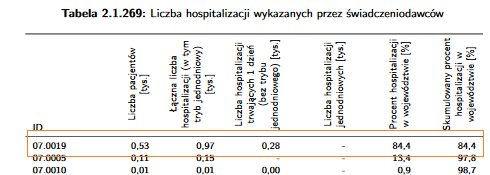 Tabela 2.1.269: Liczba hospitalizacji wykazanych przez świadczeniodawców
ID
Liczba pacjentów
[tys.]
Łączna liczba
hospitalizacji (w tym
tryb jednodniowy)
[tys.]
Liczba hospitalizacji
trwających 1 dzień
(bez trybu
jednodniowego) [tys.]
Liczba hospitalizacji
jednodniowych [tys.]
Procent hospitalizacji
w województwie [%]
Skumulowany procent
hospitalizacji w
województwie [%]
07.0019 0,53 0,97 0,28 - 84,4 84,4
07.0005 0,11 0,15 - - 13,4 97,8
07.0010 0,01 0,01 0,00 - 0,9 98,7